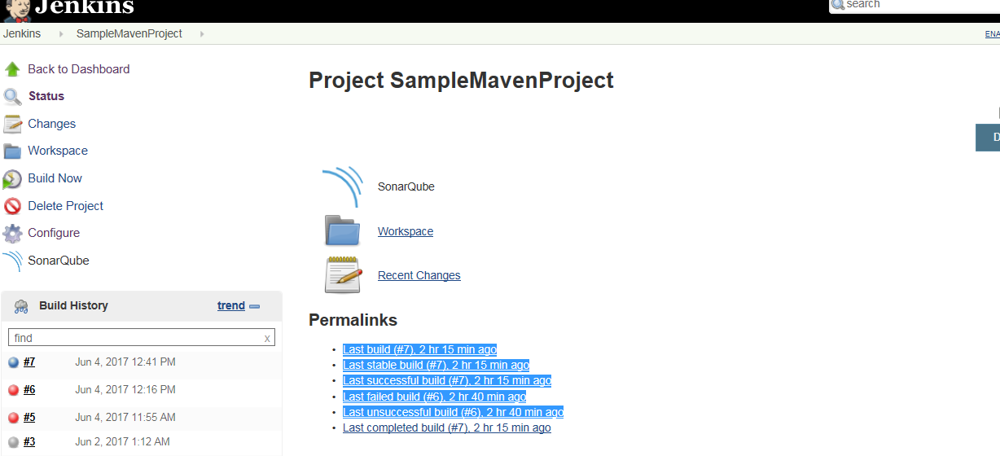 Jenkins
search
Jenkins SampleMavenProject
ENA
Back to Dashboard
Status
Changes
Workspace
Build Now
Delete Project
Configure
SonarQube
Build History trend
find x
#7 Jun 4, 2017 12:41 PM
#6 Jun 4, 2017 12:16 PM
#5 Jun 4, 2017 11:55 AM
#3 Jun 2, 2017 1:12 AM
Project SampleMavenProject
D
SonarQube
Workspace
Recent Changes
Permalinks
• Last build (#7), 2 hr 15 min ago
• Last stable build (#7), 2 hr 15 min ago
• Last successful build (#7), 2 hr 15 min ago
• Last failed build (#6), 2 hr 40 min ago
• Last unsuccessful build (#6), 2 hr 40 min ago
• Last completed build (#7), 2 hr 15 min ago